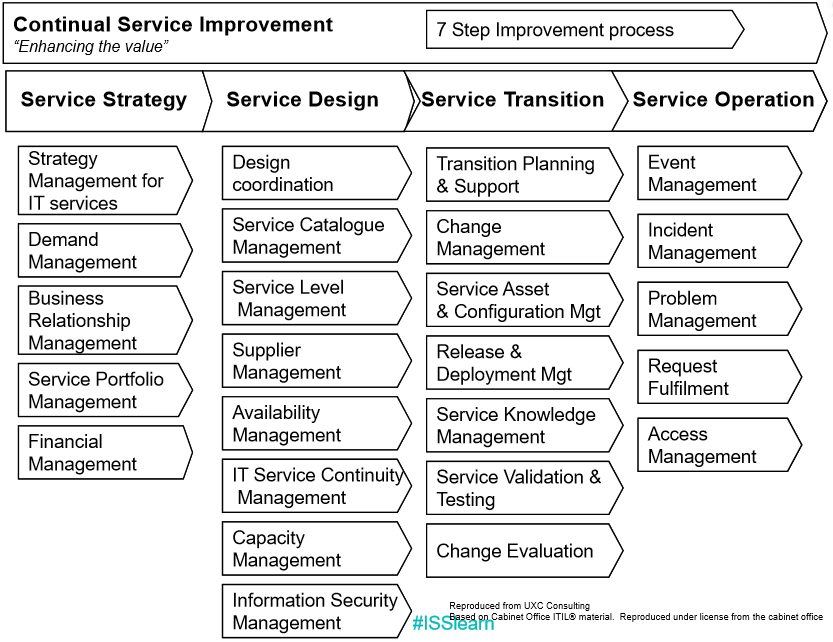 Continual Service Improvement
“Enhancing the value”
7 Step Improvement process
Service Strategy
Service Design
Service Transition
Service Operation
Strategy
Management for
IT services
Demand
Management
Business
Relationship
Management
Service Portfolio
Management
Financial
Management
Design
coordination
Service Catalogue
Management
Service Level
Management
Supplier
Management
Availability
Management
IT Service Continuity
Management
Capacity
Management
Information Security
Management
Transition Planning
& Support
Change
Management
Service Asset
& Configuration Mgt
Release &
Deployment Mgt
Service Knowledge
Management
Service Validation &
Testing
Change Evaluation
Event
Management
Incident
Management
Problem
Management
Request
Fulfilment
Access
Management
Reproduced from UXC Consulting
Based on Cabinet Office ITIL® material. Reproduced under license from the cabinet office
#ISSlearn